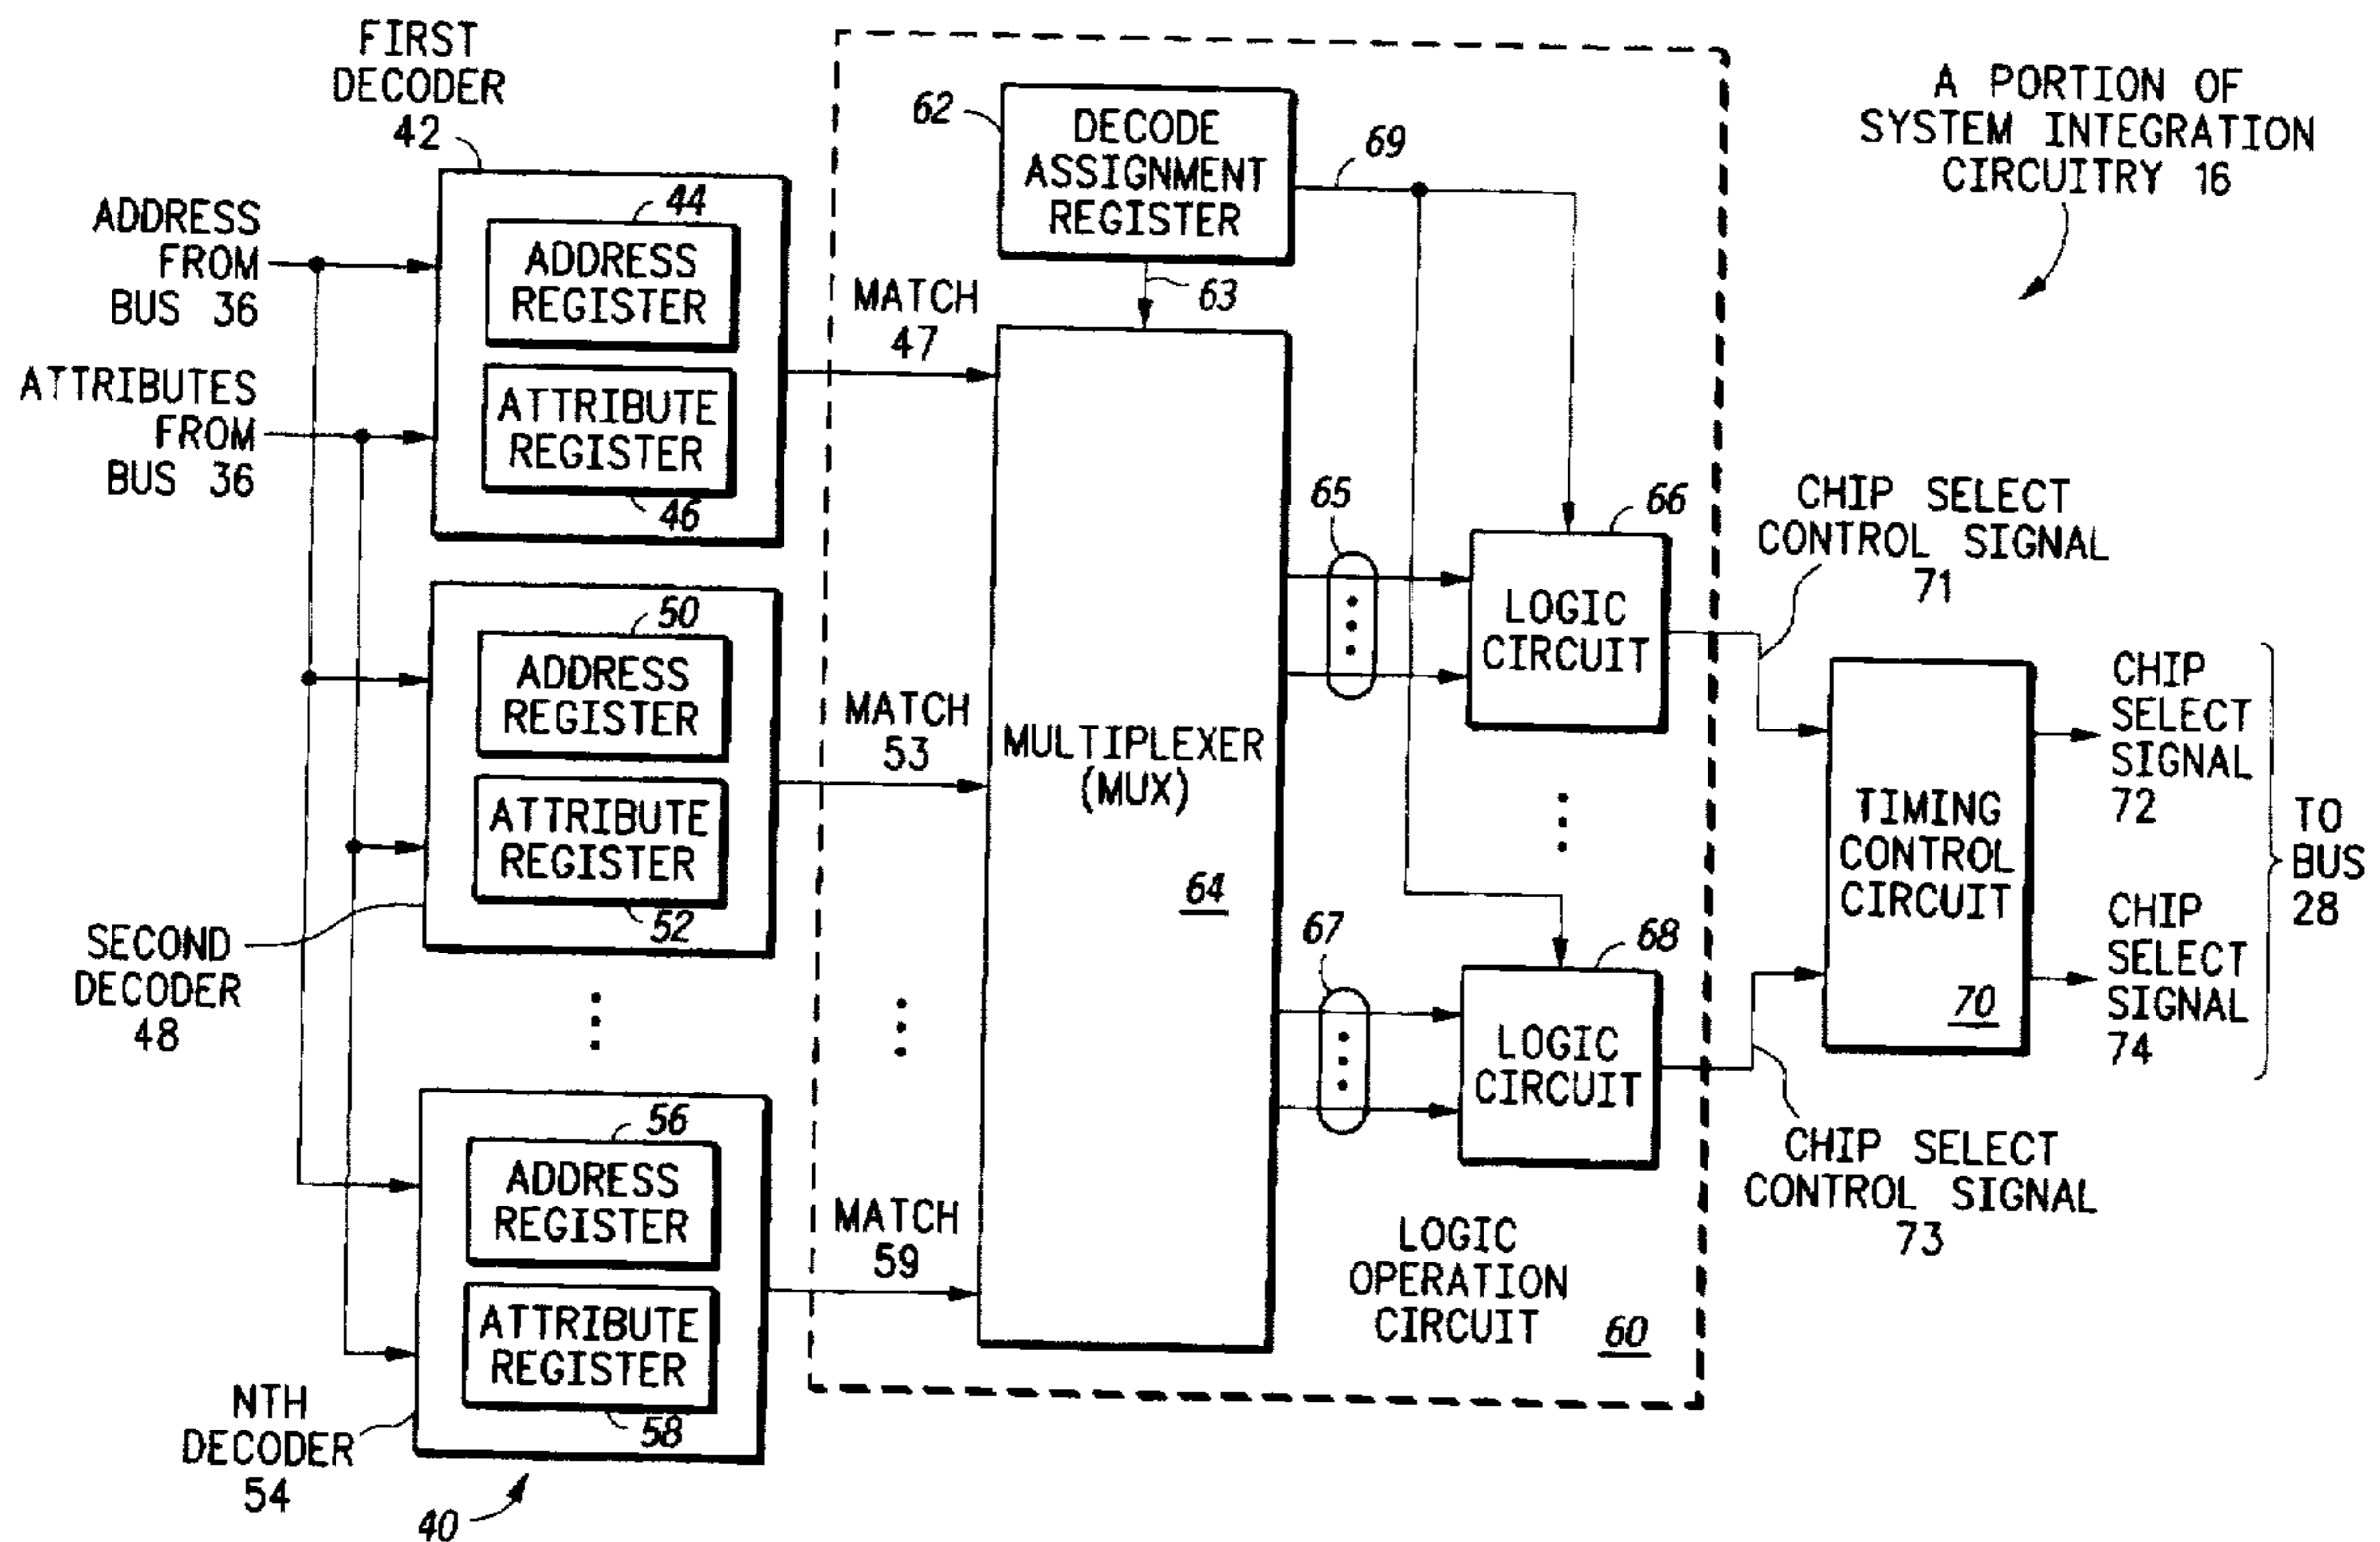 FIRST
DECODER
42
ADDRESS
FROM
BUS 36
ATTRIBUTES
FROM
BUS 36
44
ADDRESS
REGISTER
ATTRIBUTE
REGISTER
46
MATCH
47
50
ADDRESS
REGISTER
ATTRIBUTE
REGISTER
52
SECOND
DECODER
48
MATCH
53
56
ADDRESS
REGISTER
ATTRIBUTE
REGISTER
58
NTH
DECODER
54
40
MATCH
59
62
DECODE
ASSIGNMENT
REGISTER
69
63
MULTIPLEXER
(MUX)
64
65
66
LOGIC
CIRCUIT
67
68
LOGIC
CIRCUIT
LOGIC
OPERATION
CIRCUIT
60
A PORTION OF
SYSTEM INTEGRATION
CIRCUITRY 16
CHIP SELECT
CONTROL SIGNAL
71
TIMING
CONTROL
CIRCUIT
70
CHIP SELECT
CONTROL SIGNAL
73
CHIP
SELECT
SIGNAL
72
CHIP
SELECT
SIGNAL
74
TO
BUS
28